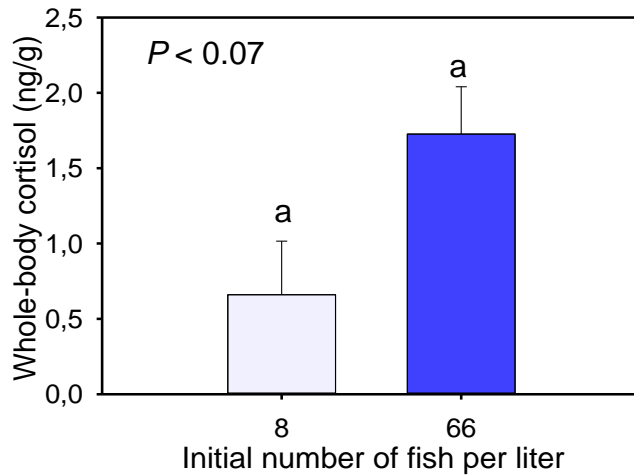 2,5
P < 0.07
a
2,0
1,5
a
1,0
0,5
0,0
Whole-body cortisol (ng/g)
8 66
Initial number of fish per liter